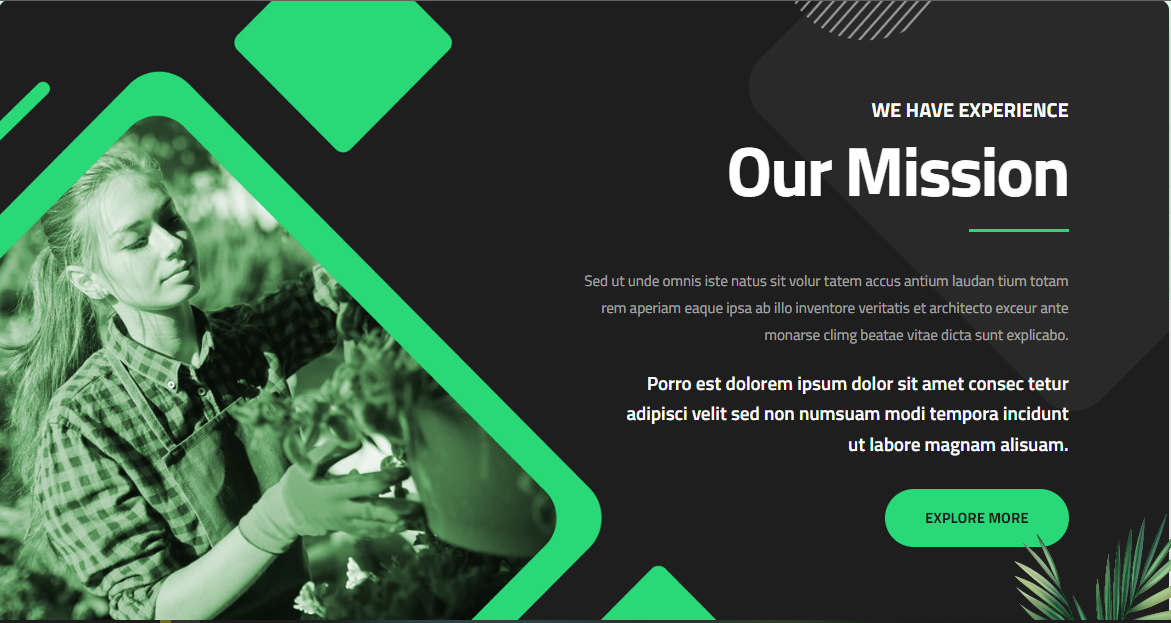 WE HAVE EXPERIENCE
Our Mission
Sed ut unde omnis iste natus sit volur tatem accus antium laudan tium totam
rem aperiam eaque ipsa ab illo inventore veritatis et architecto exceur ante
monarse climg beatae vitae dicta sunt explicabo.
Porro est dolorem ipsum dolor sit amet consec tetur
adipisci velit sed non numsuam modi tempora incidunt
ut labore magnam alisuam.
EXPLORE MORE